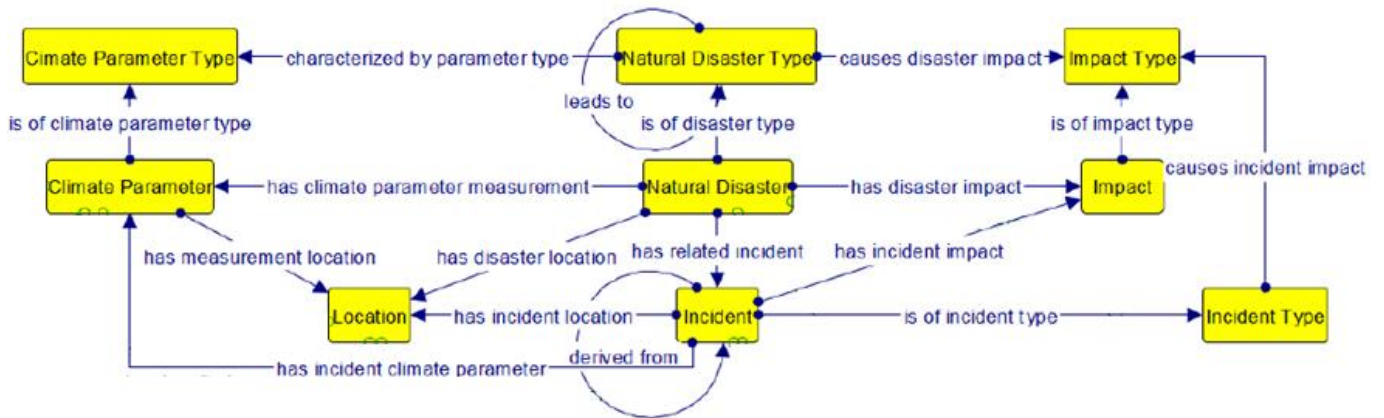 Cimate Parameter Type
characterized by parameter type
Natural Disaster Type
causes disaster impact
Impact Type
leads to
is of climate parameter type
is of disaster type
is of impact type
causes incident impact
Climate Parameter
has climate parameter measurement
Natural Disaster
has disaster impact
Impact
has measurement location
has disaster location
has related incident
has incident impact
Location
has incident location
Incident
is of incident type
Incident Type
derived from
has incident climate parameter